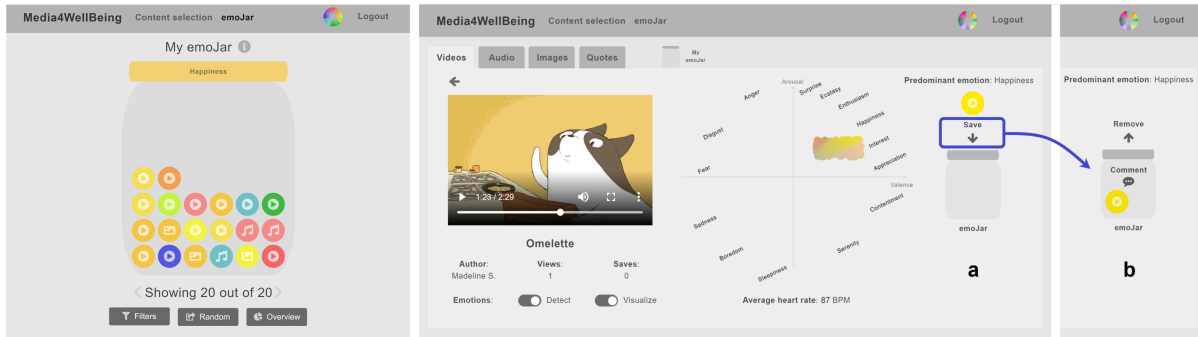 Media4WellBeing Content selection emoJar Logout
My emoJar
Happiness
Showing 20 out of 20
Filters Random Overview
Media4WellBeing Content selection emoJar Logout
Videos Audio Images Quotes
My
emoJar
1:23 / 2:29
Omelette
Author: Views: Saves:
Madeline S. 1 0
Emotions: Detect Visualize
Arousal
Surprise
Anger
Ecstasy
Enthusiasm
Happiness
Disgust
Interest
Fear
Appreciation
Valence
Contentment
Sadness
Serenity
Boredom
Sleepiness
Average heart rate: 87 BPM
Predominant emotion: Happiness
Save
emoJar
a
Logout
Predominant emotion: Happiness
Remove
Comment
emoJar
b